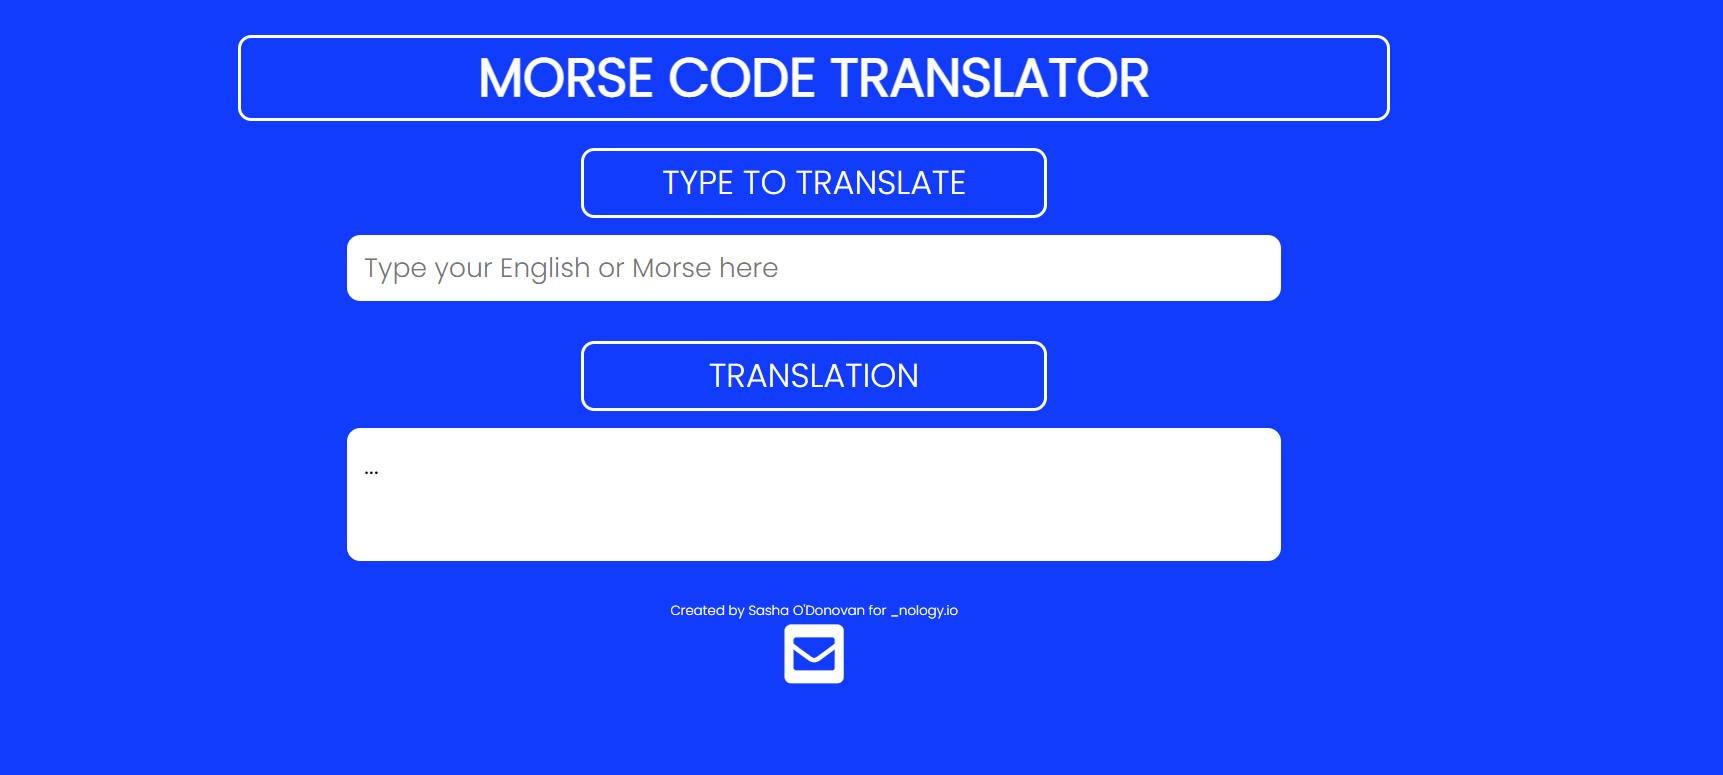 MORSE CODE TRANSLATOR
TYPE TO TRANSLATE
Type your English or Morse here
TRANSLATION
...
Created by Sasha O'Donovan for _nology.io